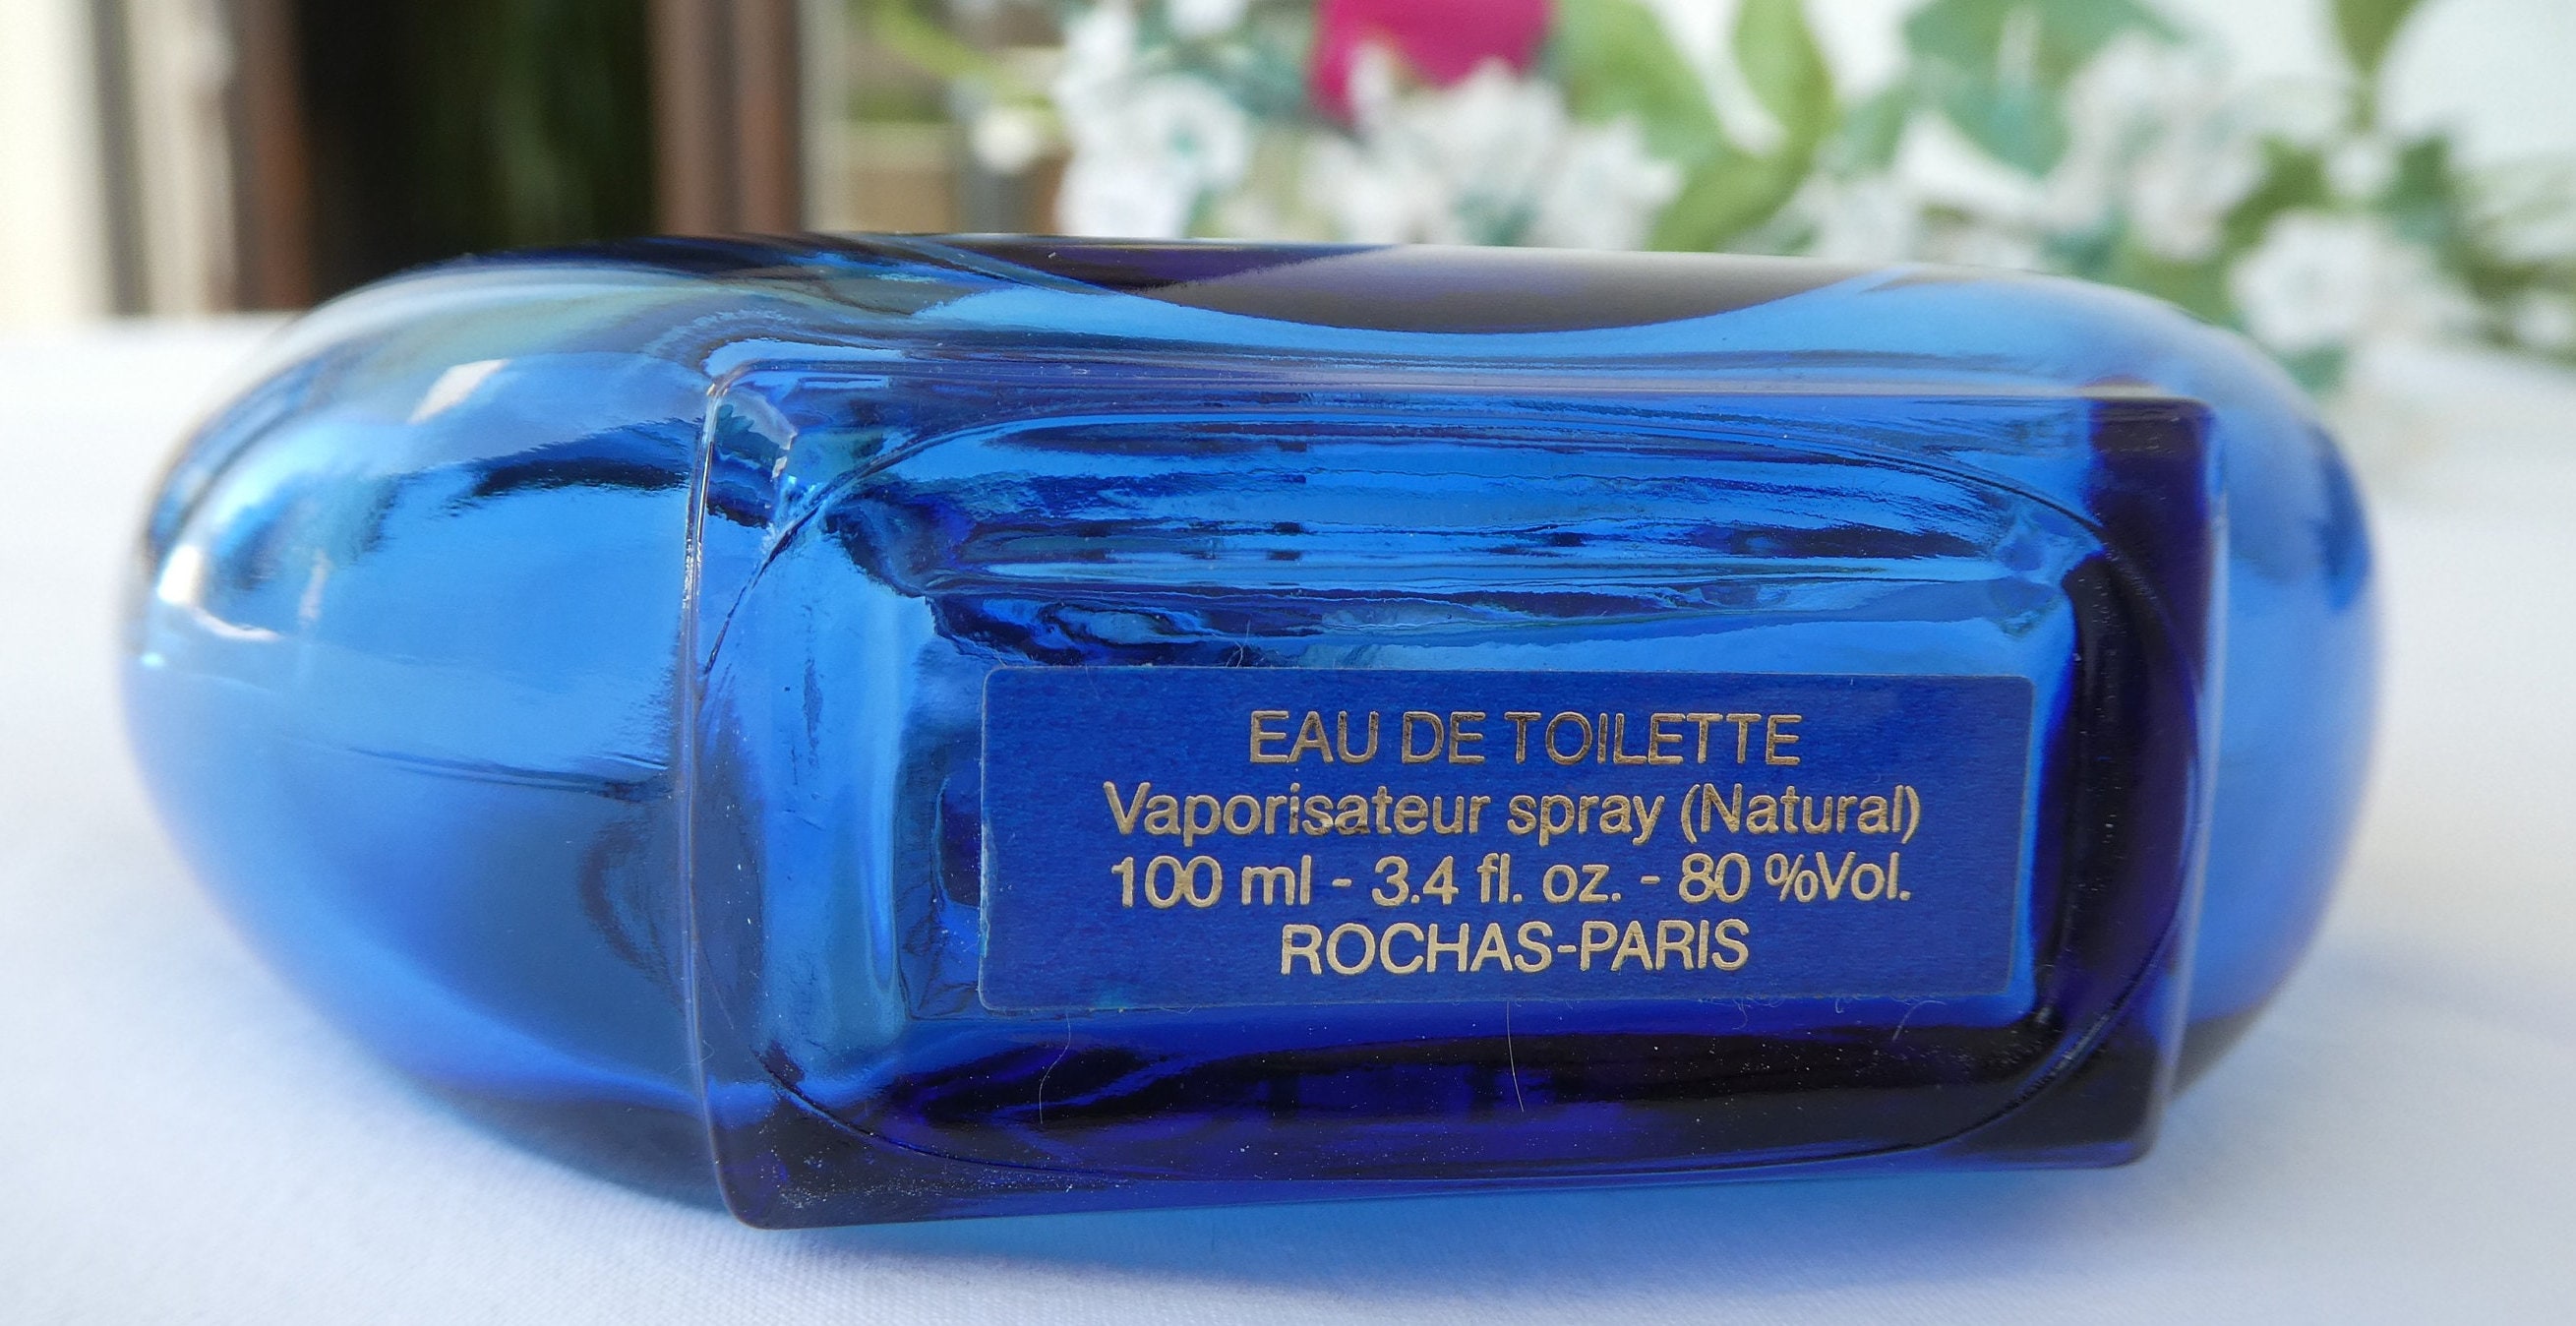 EAU DE TOILETTE
Vaporisateur spray (Natural)
100 ml - 3.4 fl. oz. - 80 %Vol.
ROCHAS-PARIS